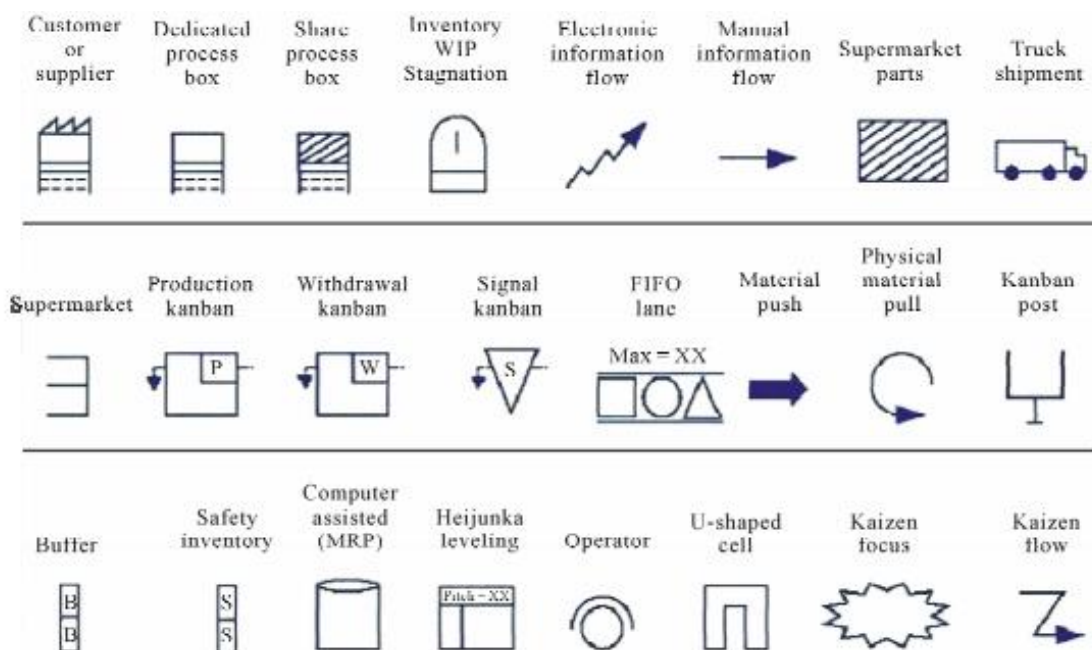 Customer or supplier
Dedicated process box
Share process box
Inventory WIP Stagnation
Electronic information flow
Manual information flow
Supermarket parts
Truck shipment
Supermarket
Production kanban
P
Withdrawal kanban
W
Signal kanban
S
FIFO lane
Max = XX
Material push
Physical material pull
Kanban post
Buffer
B
B
Safety inventory
S
S
Computer assisted (MRP)
Heijunka leveling
Pitch – XX
Operator
U-shaped cell
Kaizen focus
Kaizen flow